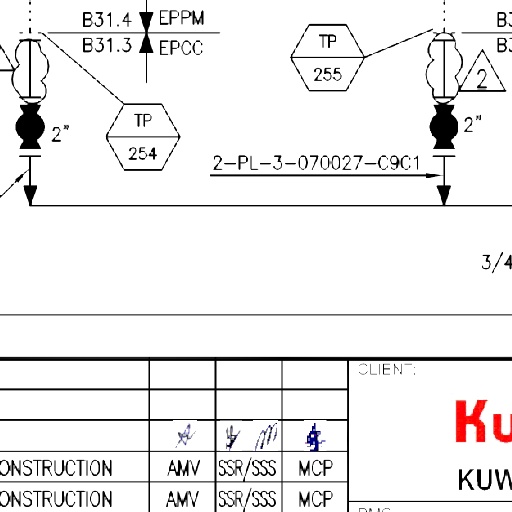 B31.4 EPPM
B31.3 EPCC
TP
254
2"
TP
255
2
2"
2-PL-3-070027-C9C1
3/4
CLIENT:
Ku
KUW
ONSTRUCTION AMV SSR/SSS MCP
ONSTRUCTION AMV SSR/SSS MCP